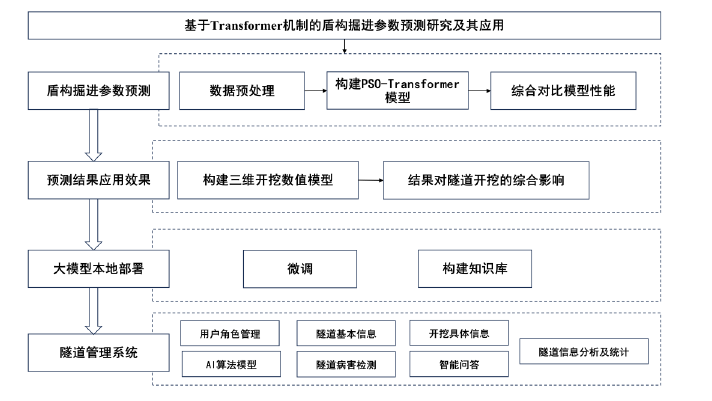 基于Transformer机制的盾构掘进参数预测研究及其应用
盾构掘进参数预测
数据预处理
构建PSO-Transformer
模型
综合对比模型性能
预测结果应用效果
构建三维开挖数值模型
结果对隧道开挖的综合影响
大模型本地部署
微调
构建知识库
隧道管理系统
用户角色管理
隧道基本信息
开挖具体信息
AI算法模型
隧道病害检测
智能问答
隧道信息分析及统计